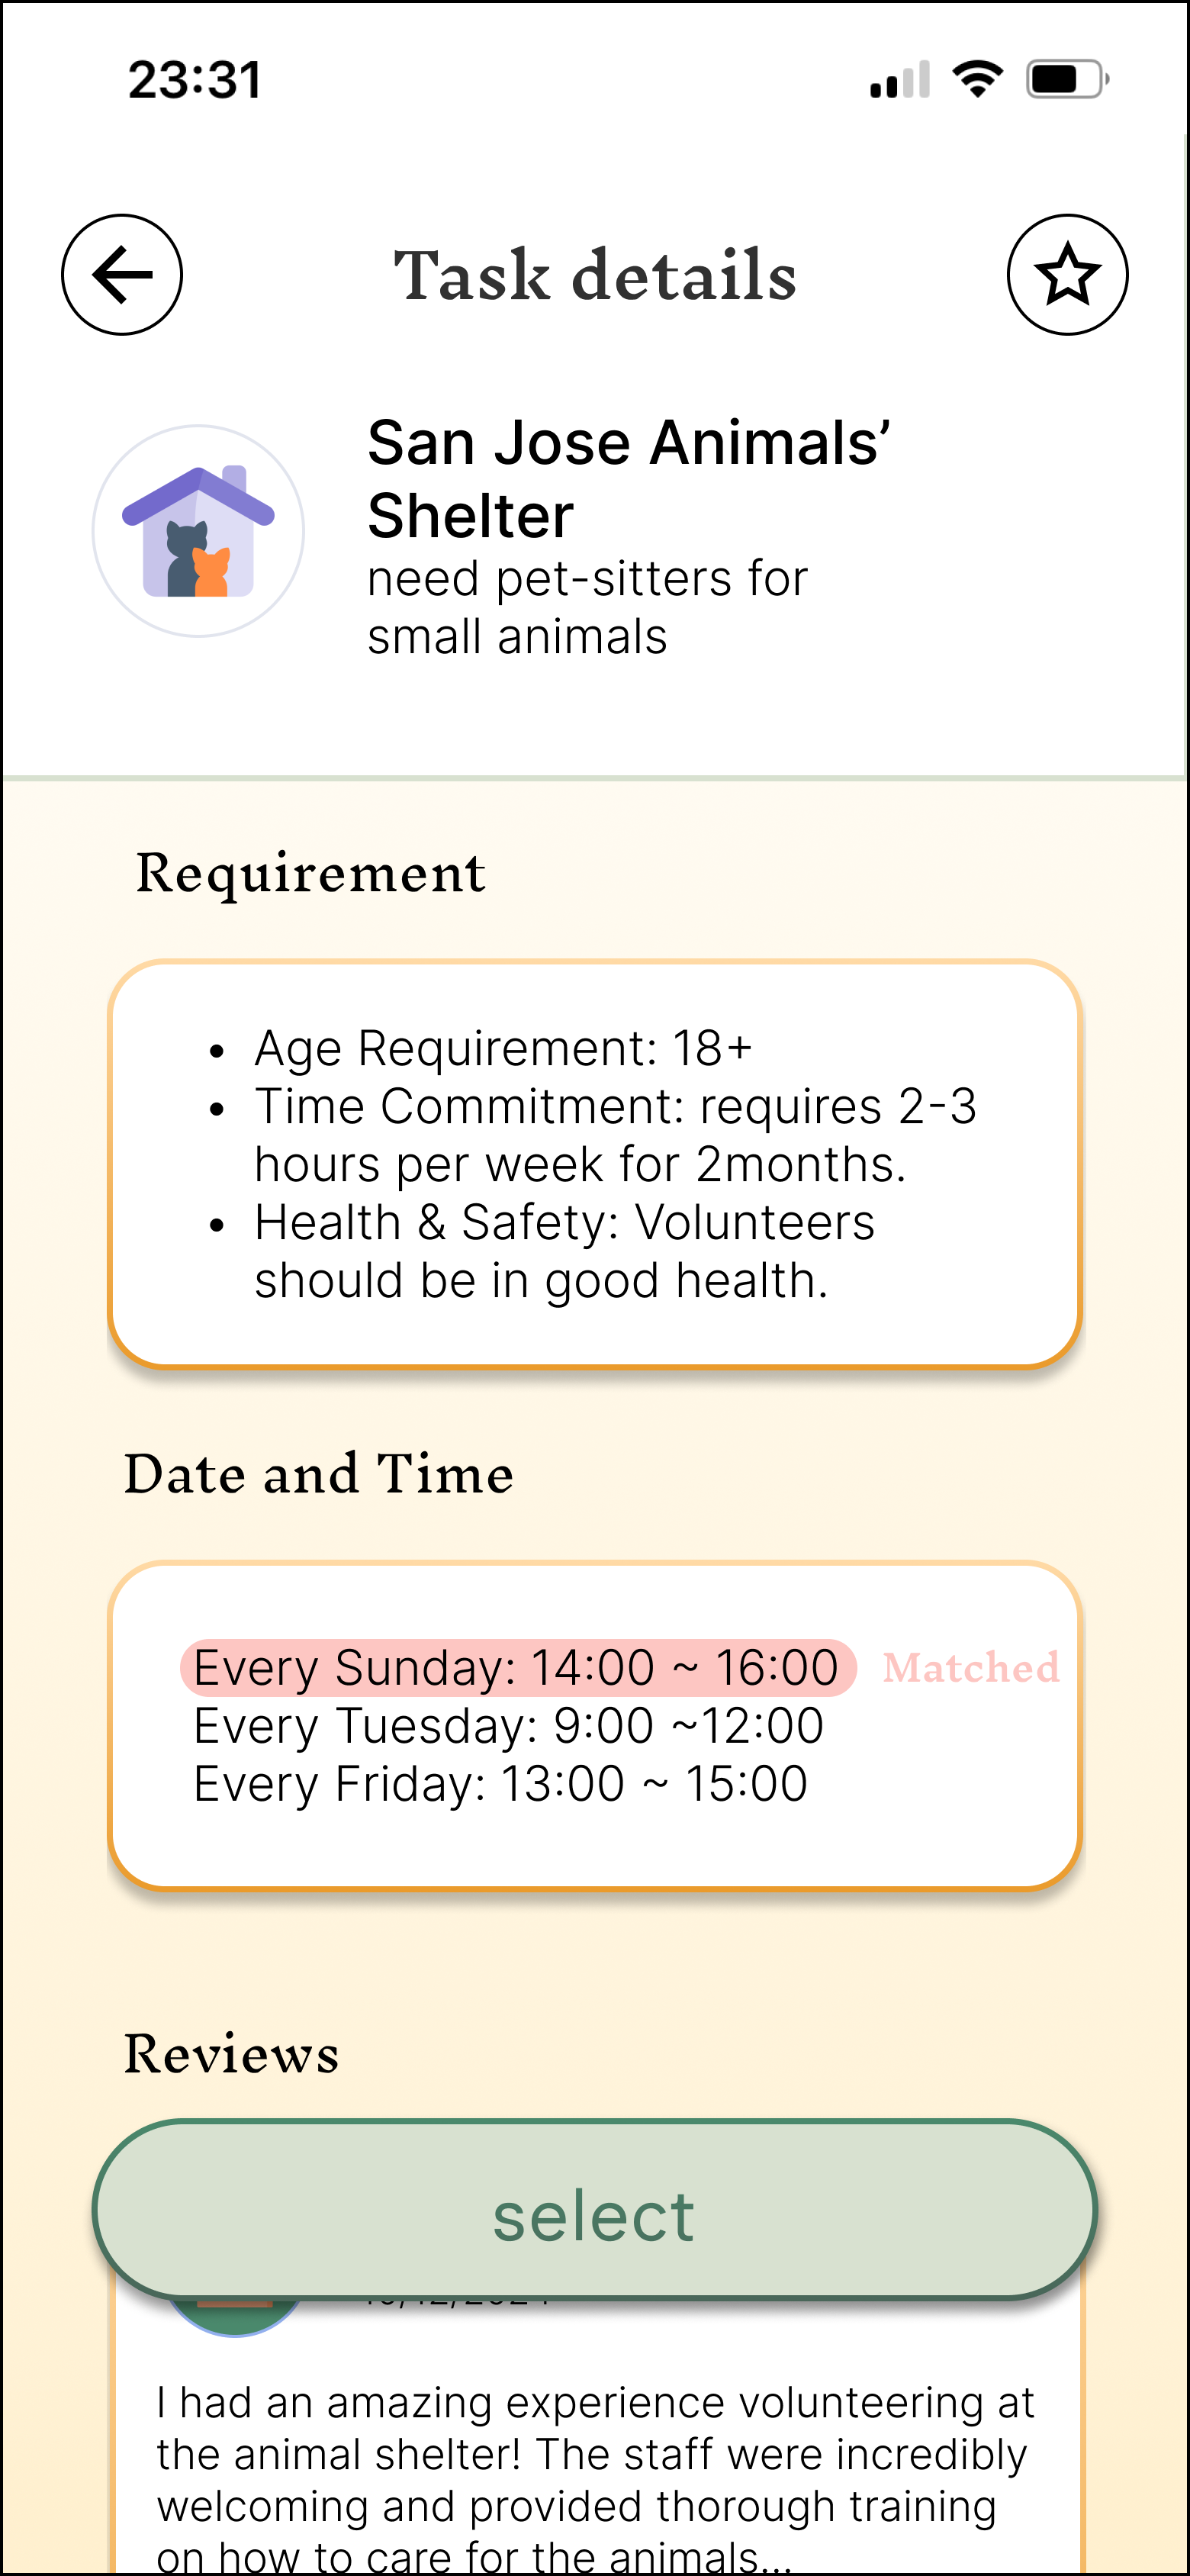 23:31
Task details
San Jose Animals’
Shelter
need pet-sitters for
small animals
Requirement
• Age Requirement: 18+
• Time Commitment: requires 2-3
hours per week for 2months.
• Health & Safety: Volunteers
should be in good health.
Date and Time
Every Sunday: 14:00 ~ 16:00 Matched
Every Tuesday: 9:00 ~12:00
Every Friday: 13:00 ~ 15:00
Reviews
select
I had an amazing experience volunteering at
the animal shelter! The staff were incredibly
welcoming and provided thorough training
on how to care for the animals...